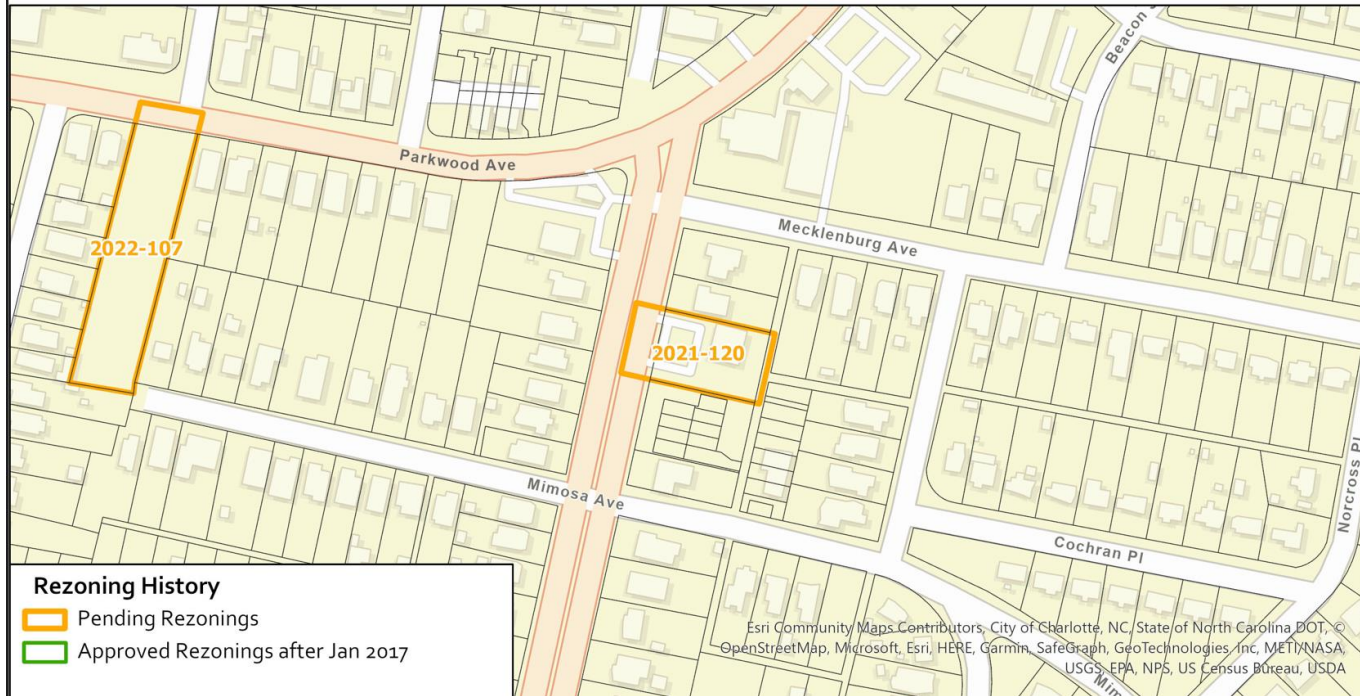 Beacon S
Parkwood Ave
Mecklenburg Ave
2022-107
2021-120
Norcross Pl
Mimosa Ave
Cochran Pl
Rezoning History
Pending Rezonings
Approved Rezonings after Jan 2017
Esri Community Maps Contributors, City of Charlotte, NC, State of North Carolina DOT, ©
OpenStreetMap, Microsoft, Esri, HERE, Garmin, SafeGraph, GeoTechnologies, Inc, METI/NASA,
USGS, EPA, NPS, US Census Bureau, USDA
Mim